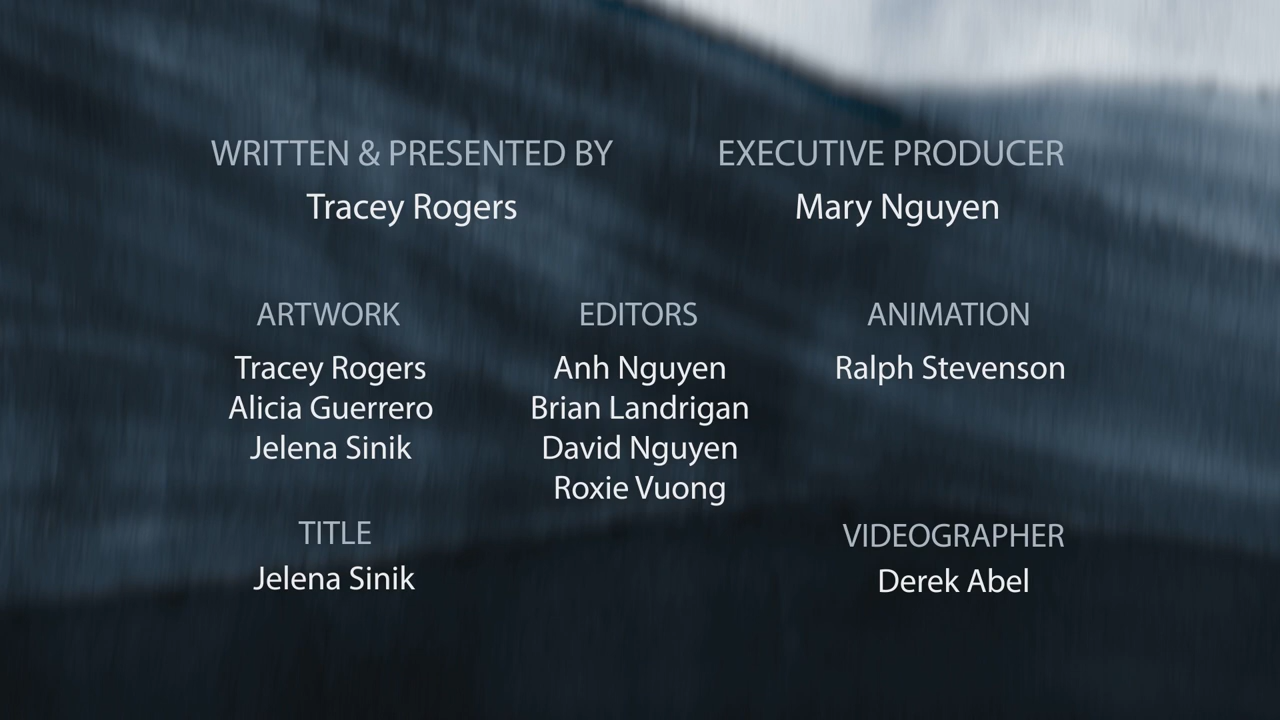 WRITTEN & PRESENTED BY
Tracey Rogers
EXECUTIVE PRODUCER
Mary Nguyen
ARTWORK
Tracey Rogers
Alicia Guerrero
Jelena Sinik
EDITORS
Anh Nguyen
Brian Landrigan
David Nguyen
Roxie Vuong
ANIMATION
Ralph Stevenson
TITLE
Jelena Sinik
VIDEOGRAPHER
Derek Abel